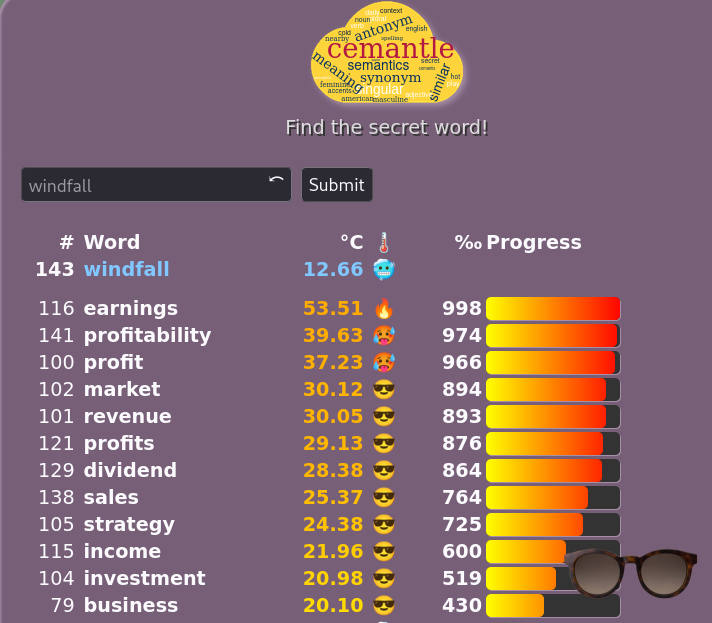 context
noun
antonym
english
cold
nearby
spelling
cemantle
meaning
semantics
secret
synonym
similar
hot
feminine
accents
singular
adjective
american
masculine
Find the secret word!
windfall
Submit
# Word °C 🌡️ ‰ Progress
143 windfall 12.66 🥶
116 earnings 53.51 🔥 998
141 profitability 39.63 🥵 974
100 profit 37.23 🥵 966
102 market 30.12 😎 894
101 revenue 30.05 😎 893
121 profits 29.13 😎 876
129 dividend 28.38 😎 864
138 sales 25.37 😎 764
105 strategy 24.38 😎 725
115 income 21.96 😎 600
104 investment 20.98 😎 519
79 business 20.10 😎 430